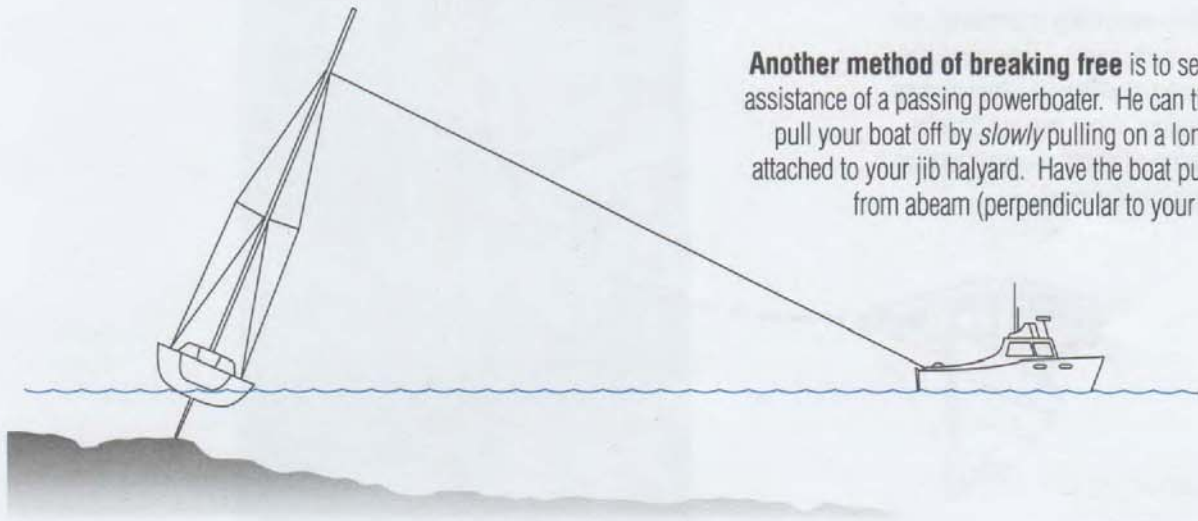 Another method of breaking free is to se
assistance of a passing powerboater. He can t
pull your boat off by slowly pulling on a lon
attached to your jib halyard. Have the boat pu
from abeam (perpendicular to your